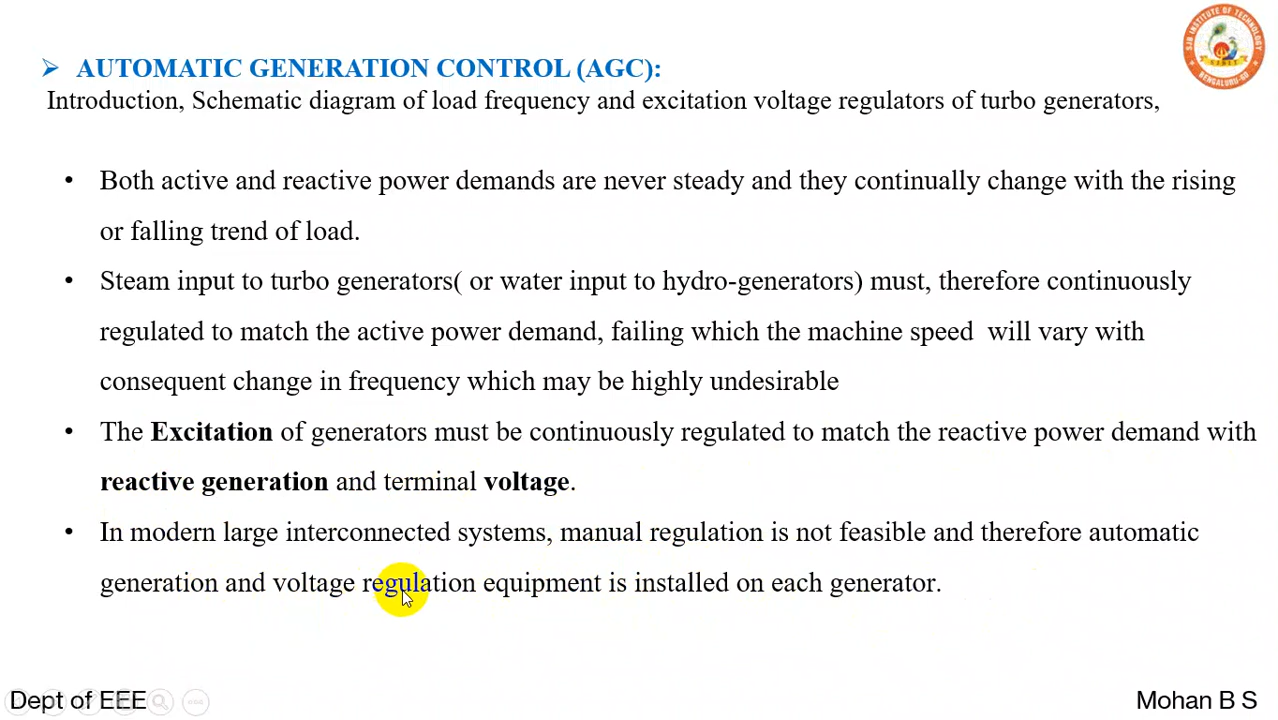 ➢ AUTOMATIC GENERATION CONTROL (AGC):
Introduction, Schematic diagram of load frequency and excitation voltage regulators of turbo generators,
SJB INSTITUTE OF TECHNOLOGY
BENGALURU-60
• Both active and reactive power demands are never steady and they continually change with the rising
or falling trend of load.
• Steam input to turbo generators( or water input to hydro-generators) must, therefore continuously
regulated to match the active power demand, failing which the machine speed will vary with
consequent change in frequency which may be highly undesirable
• The Excitation of generators must be continuously regulated to match the reactive power demand with
reactive generation and terminal voltage.
• In modern large interconnected systems, manual regulation is not feasible and therefore automatic
generation and voltage regulation equipment is installed on each generator.
Dept of EEE
Mohan B S